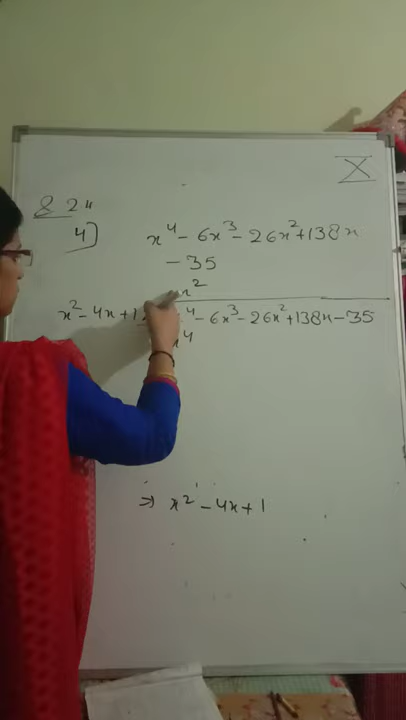 X
8 2 "
4) x⁴ - 6x³ - 26x² + 138x
- 35
x²
x² - 4x + 1 ⁴ - 6x³ - 26x² + 138x - 35
x⁴
⇒ x² - 4x + 1